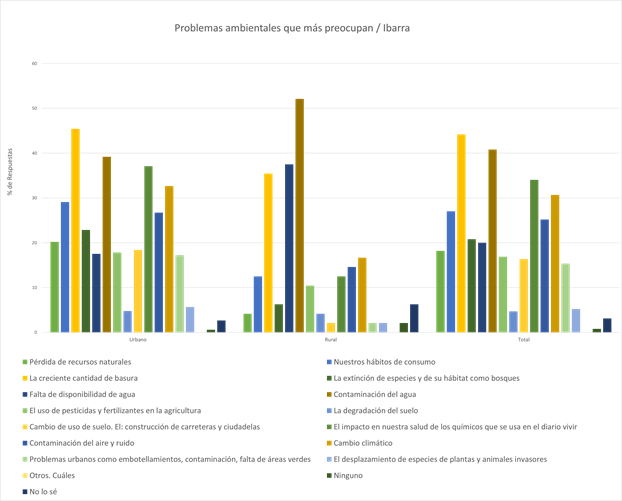 Problemas ambientales que más preocupan / Ibarra
60
50
40
30
20
10
0
% de Respuestas
Urbano Rural Total
Pérdida de recursos naturales Nuestros hábitos de consumo
La creciente cantidad de basura La extinción de especies y de su hábitat como bosques
Falta de disponibilidad de agua Contaminación del agua
El uso de pesticidas y fertilizantes en la agricultura La degradación del suelo
Cambio de uso de suelo. El: construcción de carreteras y ciudadelas El impacto en nuestra salud de los químicos que se usa en el diario vivir
Contaminación del aire y ruido Cambio climático
Problemas urbanos como embotellamientos, contaminación, falta de áreas verdes El desplazamiento de especies de plantas y animales invasores
Otros. Cuáles Ninguno
No lo sé